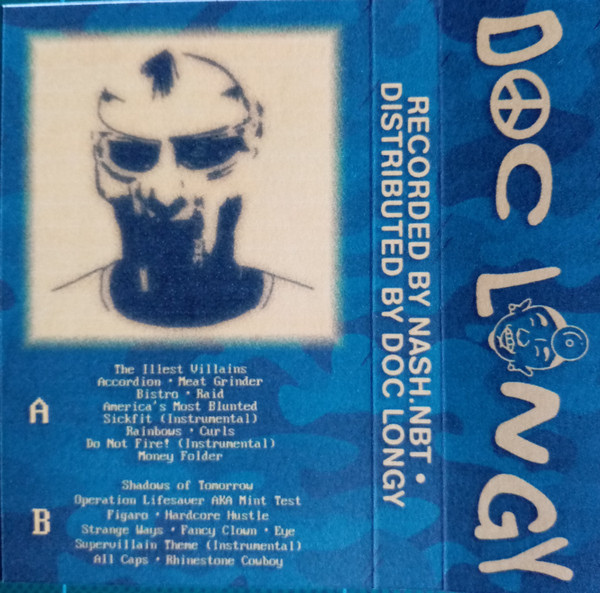 A
The Illest Villains
Accordion • Meat Grinder
Bistro • Raid
America's Most Blunted
Sickfit (Instrumental)
Rainbows • Curls
Do Not Fire! (Instrumental)
Money Folder
B
Shadows of Tomorrow
Operation Lifesaver AKA Mint Test
Figaro • Hardcore Hustle
Strange Ways • Fancy Clown • Eye
Supervillain Theme (Instrumental)
All Caps • Rhinestone Cowboy
RECORDED BY NASH.NBT •
DISTRIBUTED BY DOC LONGY
DOC LONGY